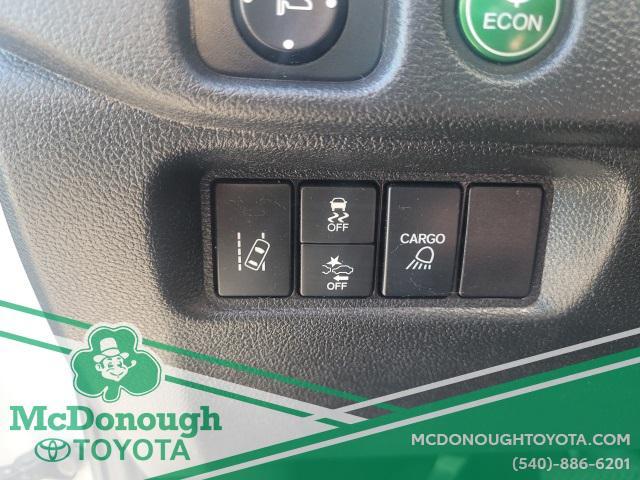 ECON
OFF
OFF
CARGO
McDonough
TOYOTA
MCDONOUGHTOYOTA.COM
(540)-886-6201